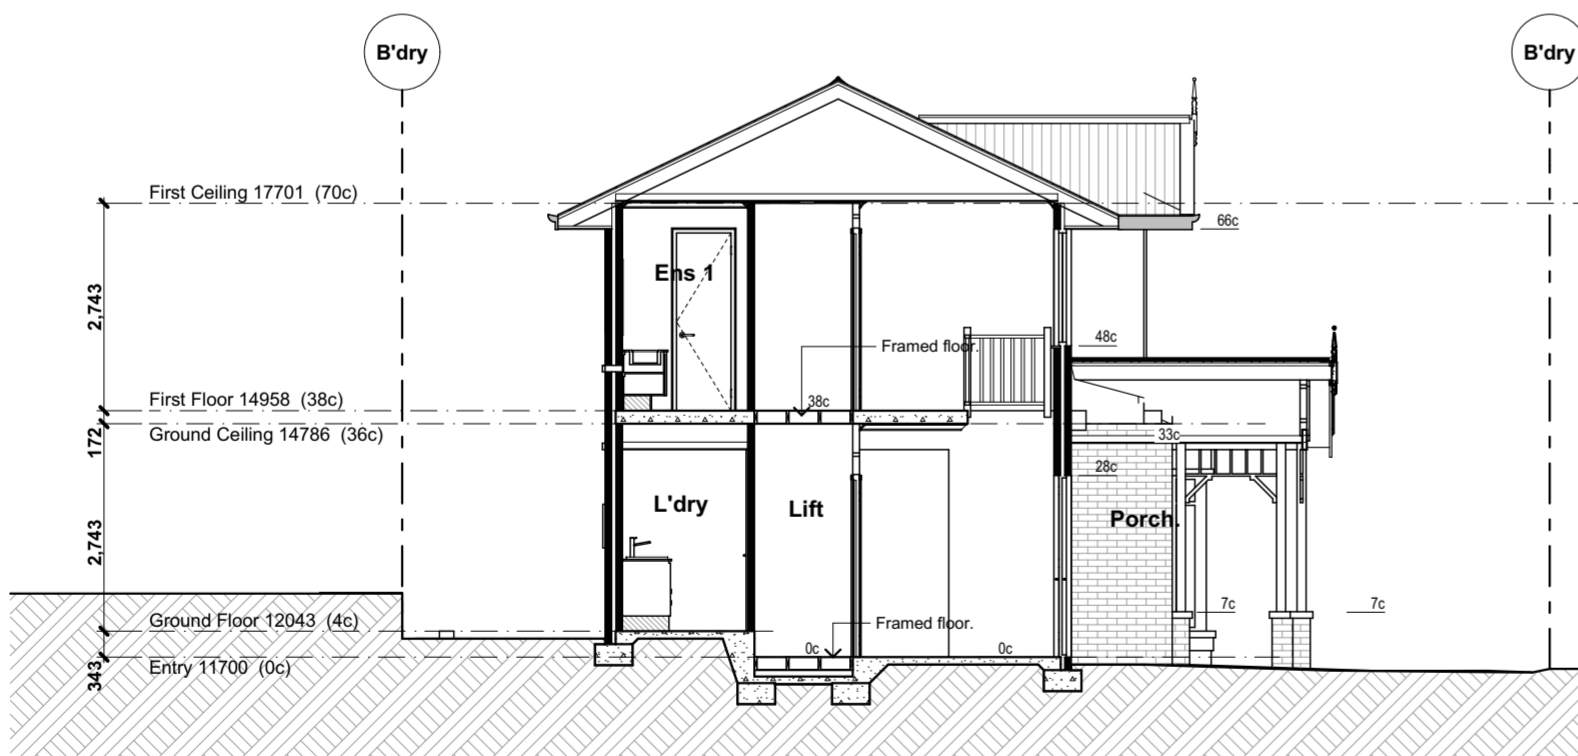 B'dry
B'dry
First Ceiling 17701 (70c)
66c
2,743
Ens 1
Framed floor.
48c
First Floor 14958 (38c)
38c
Ground Ceiling 14786 (36c)
172
33c
28c
L'dry
Lift
Porch.
2,743
7c
7c
Ground Floor 12043 (4c)
Framed floor.
0c
0c
Entry 11700 (0c)
343